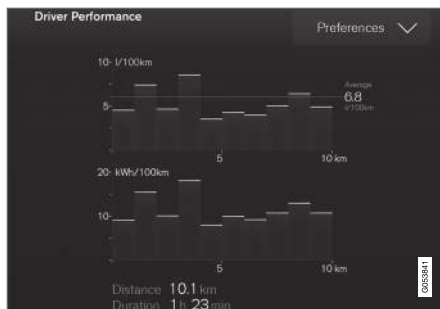 Driver Performance
Preferences
10- l/100km
Average
6.8
l/100km
5-
5
10 km
20- kWh/100km
10-
5
10 km
Distance 10.1 km
Duration 1 h 23 min
G053841